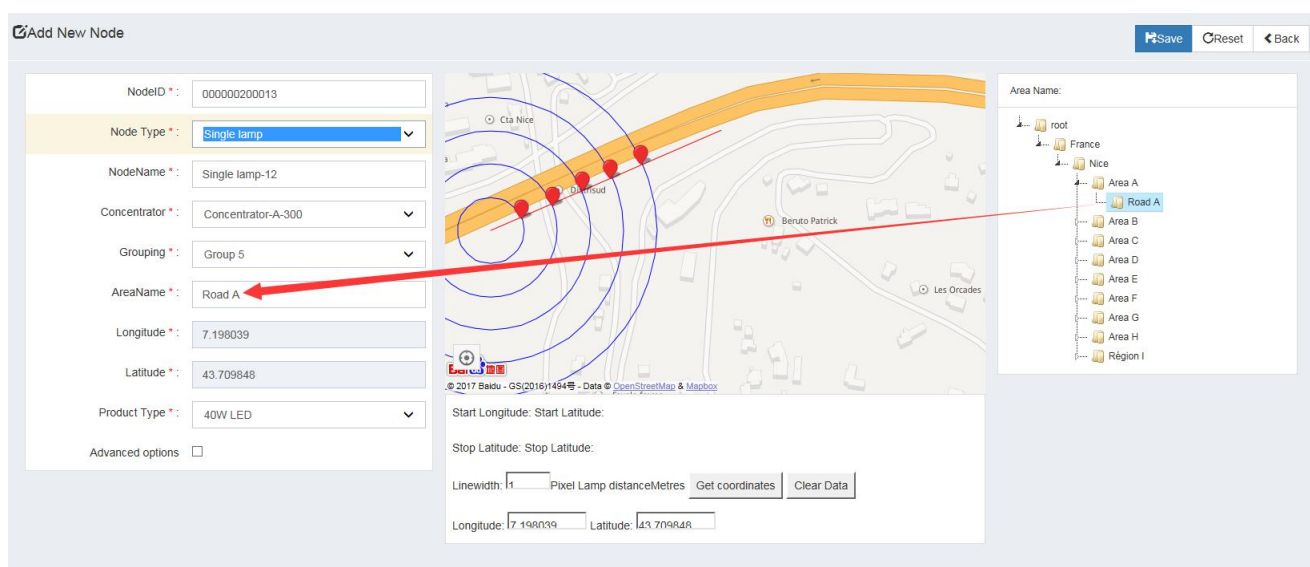 Add New Node
Save Reset Back
NodeID * : 000000200013
Node Type * : Single lamp
NodeName * : Single lamp-12
Concentrator * : Concentrator-A-300
Grouping * : Group 5
AreaName * : Road A
Longitude * : 7.198039
Latitude * : 43.709848
Product Type * : 40W LED
Advanced options
Cta Nice
Beruto Patrick
Les Orcades
地图
© 2017 Baidu - GS(2016)1494号 - Data © OpenStreetMap & Mapbox
Start Longitude: Start Latitude:
Stop Latitude: Stop Latitude:
Linewidth: 1 Pixel Lamp distanceMetres Get coordinates Clear Data
Longitude: 7.198039 Latitude: 43.709848
Area Name:
root
France
Nice
Area A
Road A
Area B
Area C
Area D
Area E
Area F
Area G
Area H
Région I